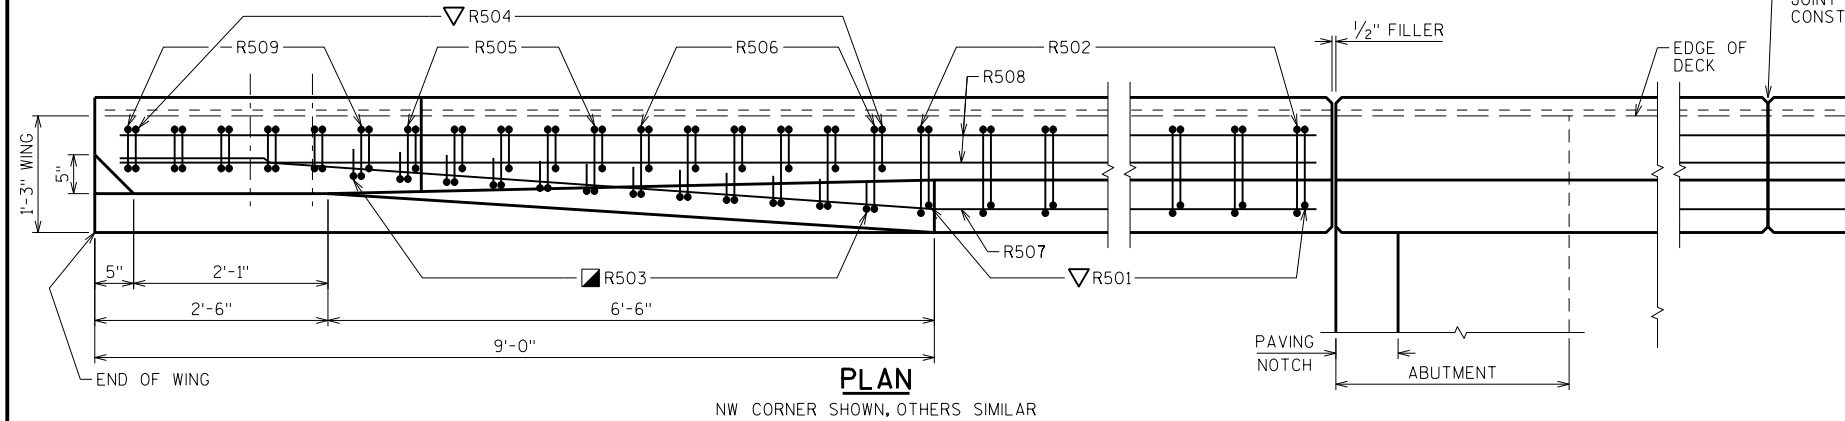 R504
JOINT
CONST
1/2" FILLER
R509
R505
R506
R502
EDGE OF
DECK
R508
1'-3" WING
5"
R507
5"
2'-1"
R503
R501
2'-6"
6'-6"
9'-0"
PAVING
NOTCH
END OF WING
ABUTMENT
PLAN
NW CORNER SHOWN, OTHERS SIMILAR